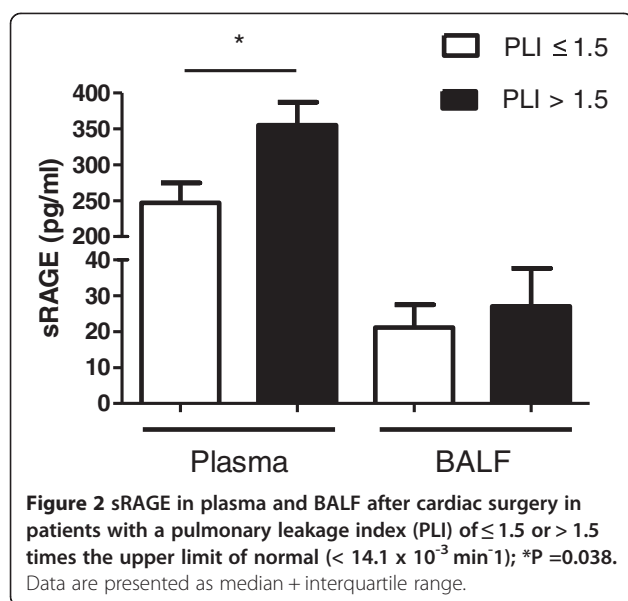 *
PLI ≤ 1.5
PLI > 1.5
sRAGE (pg/ml)
400
350
300
250
200
40
30
20
10
0
Plasma
BALF
Figure 2 sRAGE in plasma and BALF after cardiac surgery in
patients with a pulmonary leakage index (PLI) of ≤ 1.5 or > 1.5
times the upper limit of normal (< 14.1 x 10⁻³ min⁻1); *P =0.038.
Data are presented as median + interquartile range.